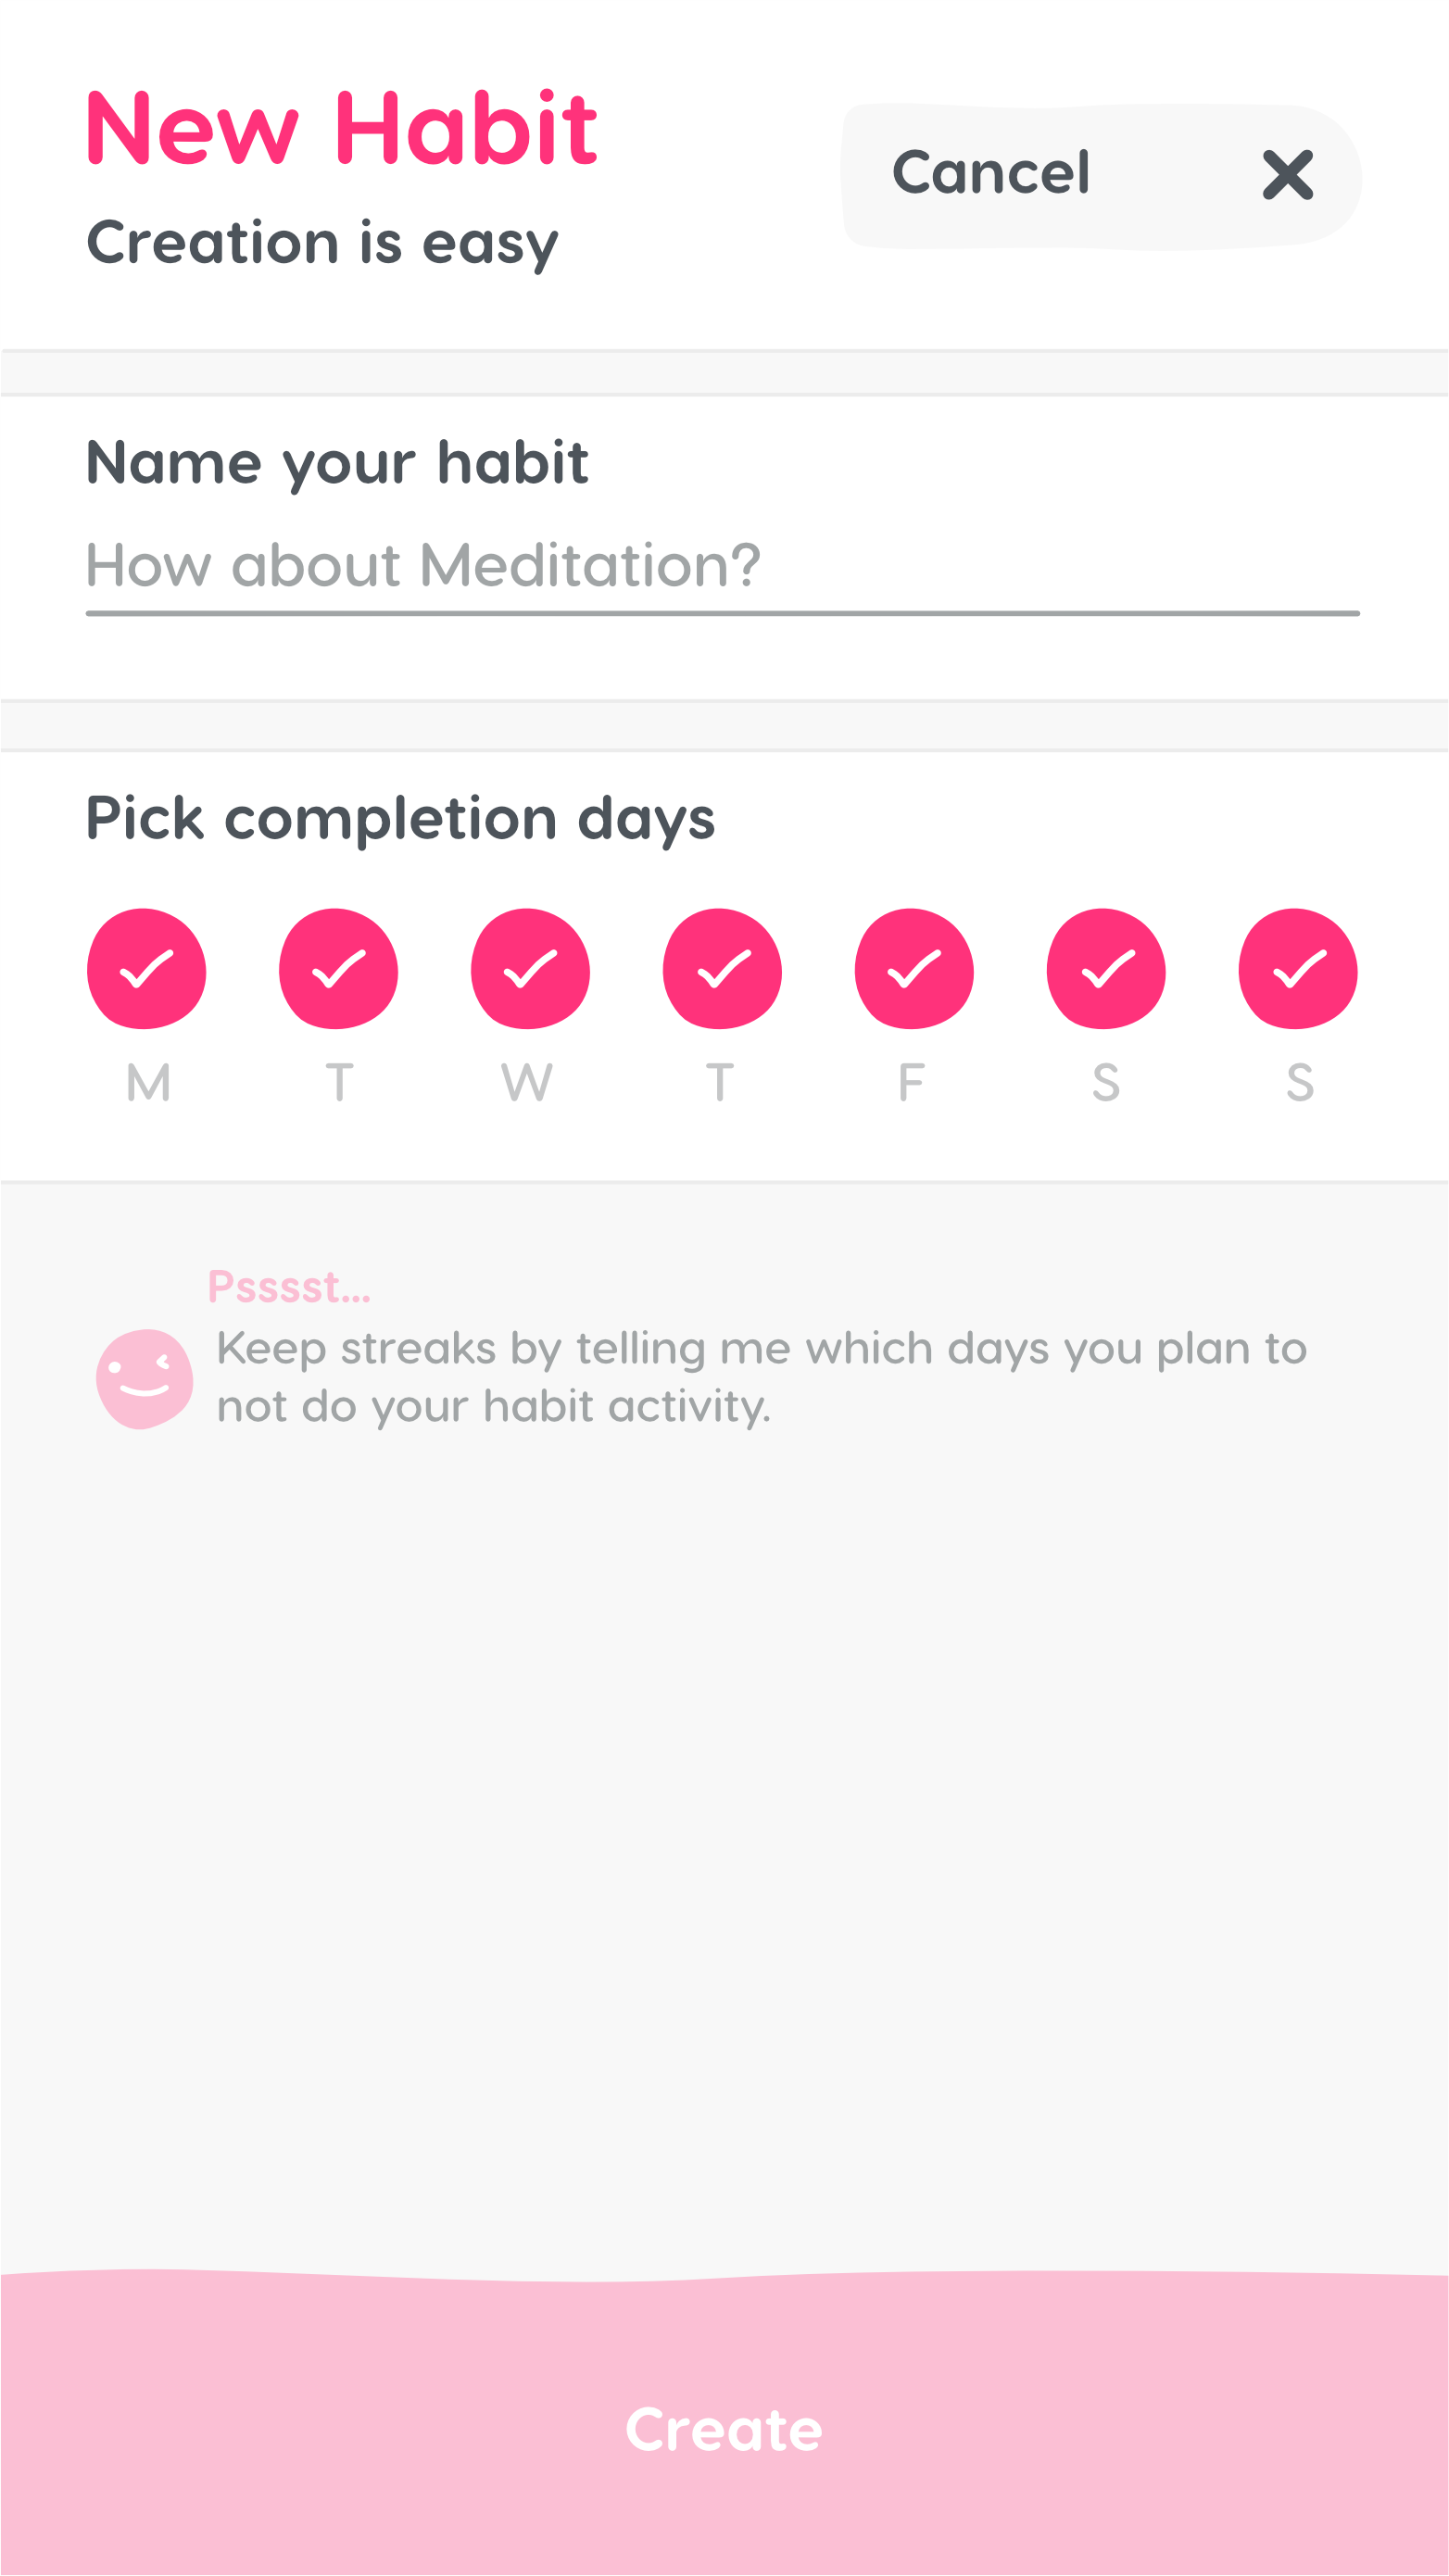 New Habit
Creation is easy
Cancel
Name your habit
How about Meditation?
Pick completion days
M T W T F S S
Psssst...
Keep streaks by telling me which days you plan to
not do your habit activity.
Create